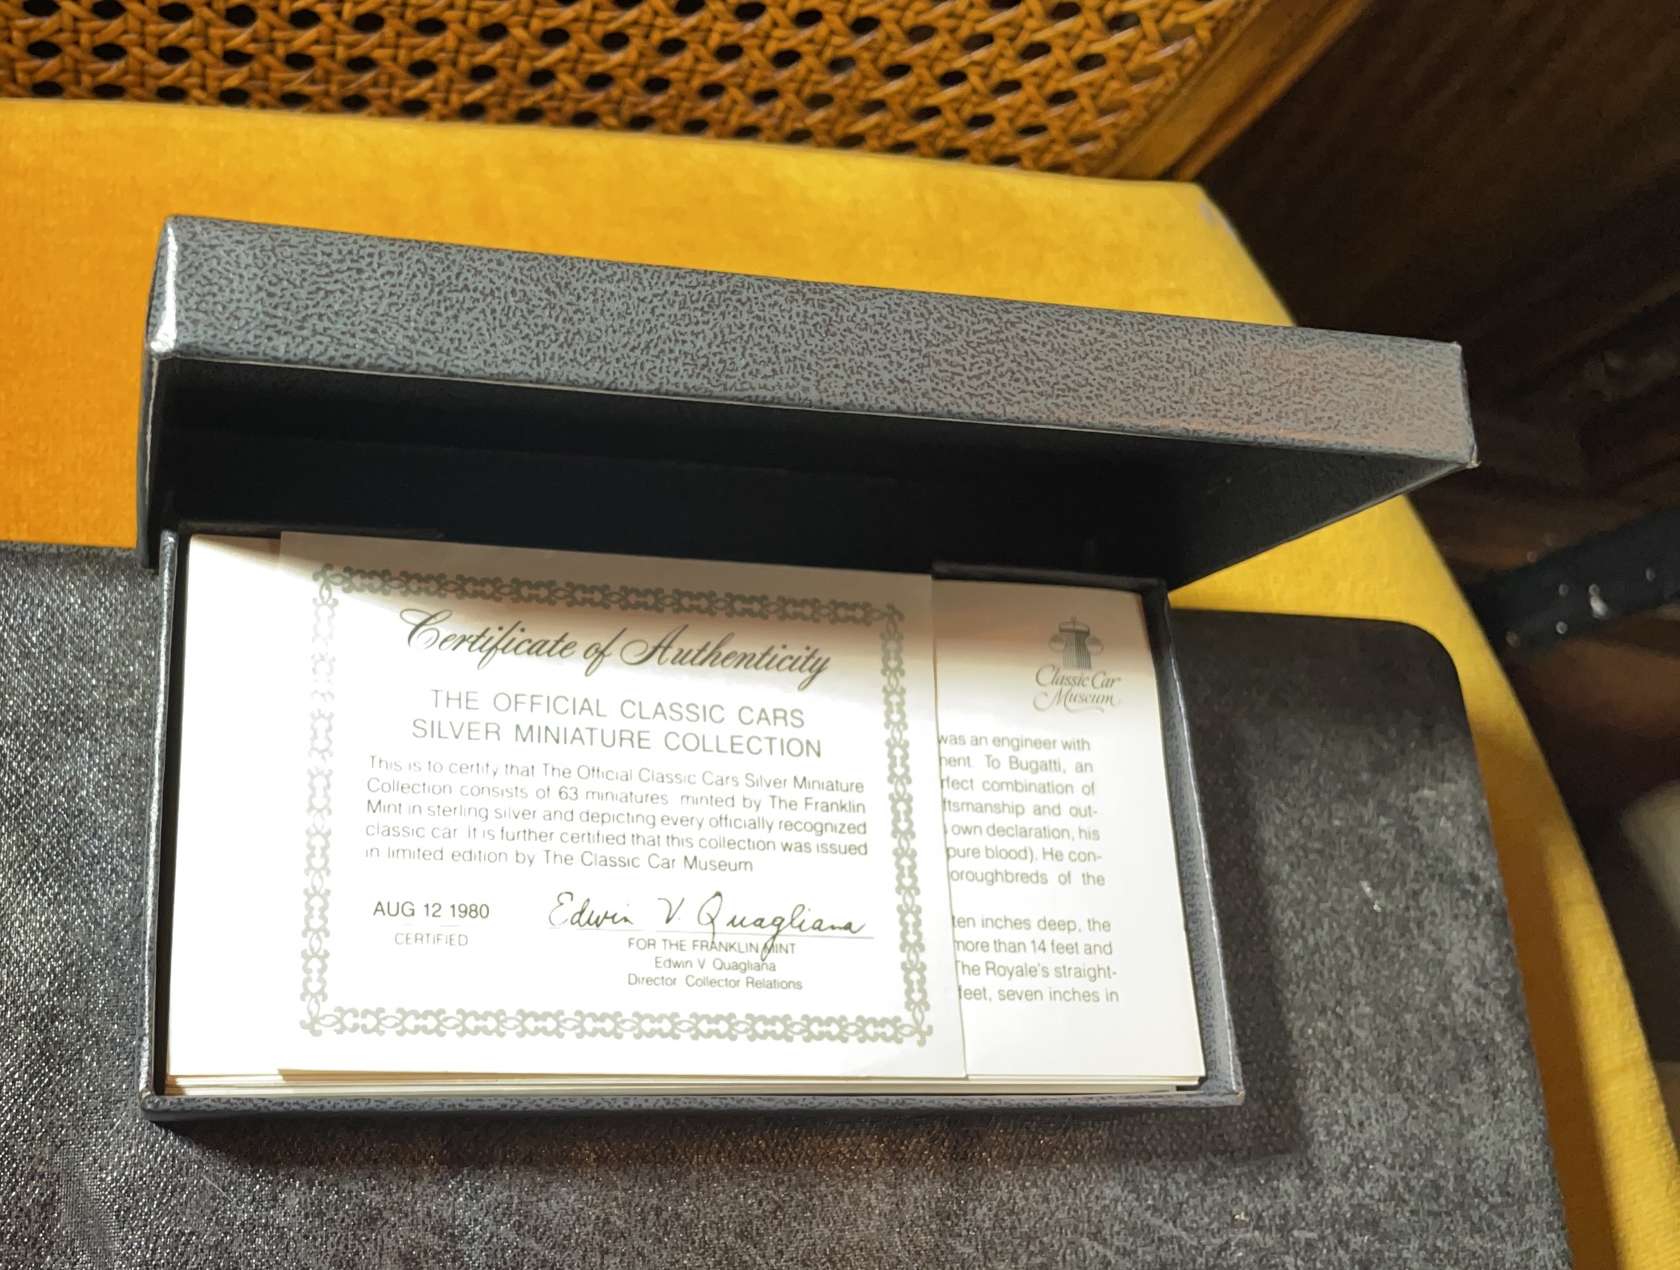 Certificate of Authenticity
THE OFFICIAL CLASSIC CARS
SILVER MINIATURE COLLECTION
This is to certify that The Official Classic Cars Silver Miniature
Collection consists of 63 miniatures minted by The Franklin
Mint in sterling silver and depicting every officially recognized
classic car. It is further certified that this collection was issued
in limited edition by The Classic Car Museum
AUG 12 1980
CERTIFIED
Edwin V. Quagliana
FOR THE FRANKLIN MINT
Edwin V Quagliana
Director Collector Relations
Classic Car
Museum
was an engineer with
To Bugatti, an
combination of
and out-
own declaration, his
pure blood). He con-
of the
ten inches deep, the
more than 14 feet and
The Royale's straight-
feet, seven inches in